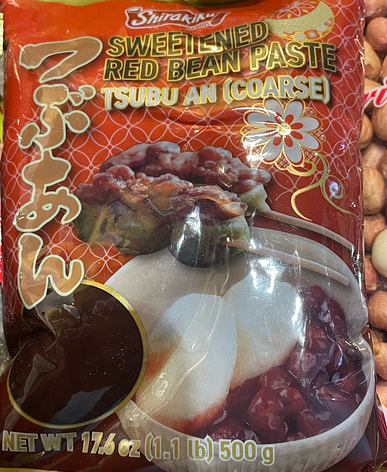 Shirakiku
SWEETENED
RED BEAN PASTE
TSUBU AN (COARSE)
つぶあん
NET WT 17.6 oz (1.1 lb) 500 g